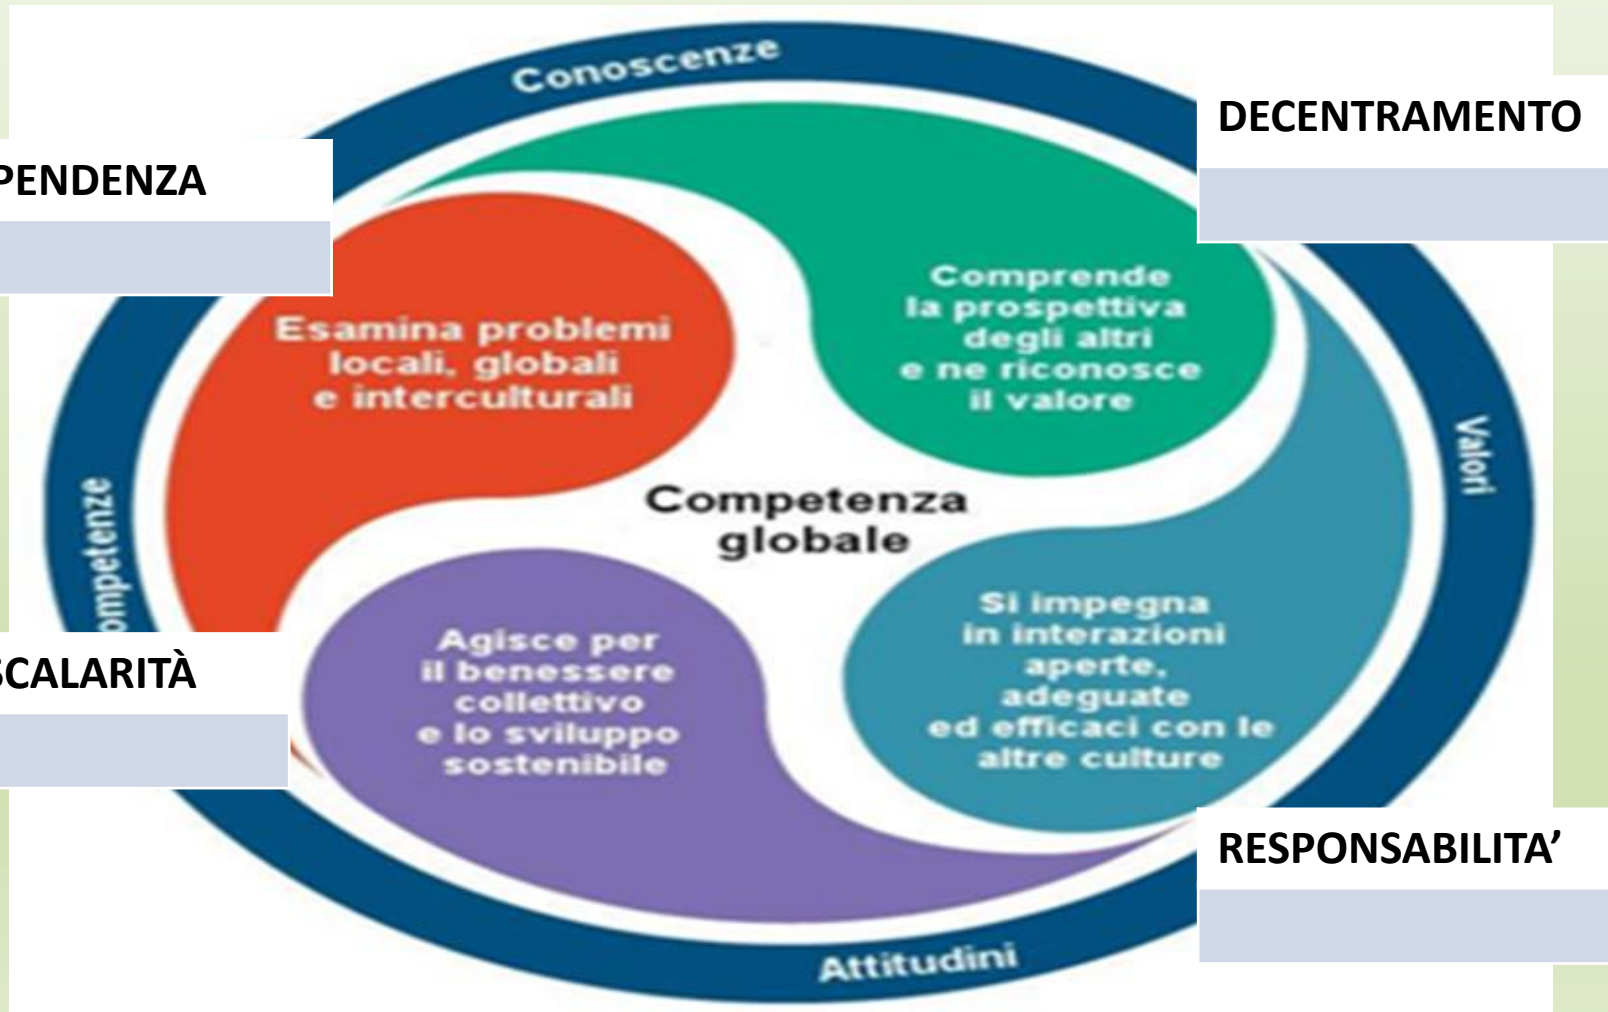 Conoscenze
DECENTRAMENTO
PENDENZA
Esamina problemi
locali, globali
e interculturali
Comprende
la prospettiva
degli altri
e ne riconosce
il valore
Valori
ompetenze
Competenza
globale
SCALARITÀ
Agisce per
il benessere
collettivo
e lo sviluppo
sostenibile
Si impegna
in interazioni
aperte,
adeguate
ed efficaci con le
altre culture
RESPONSABILITA’
Attitudini